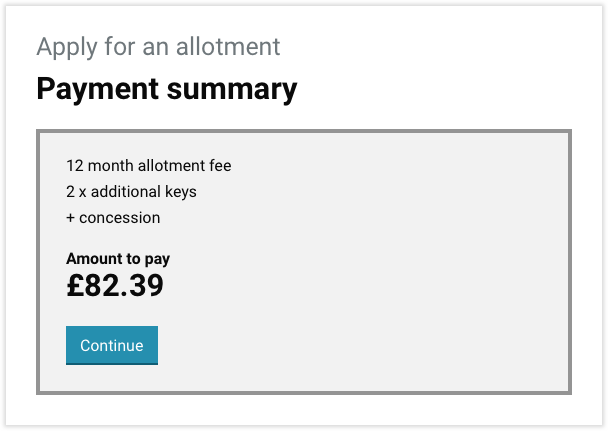 Apply for an allotment
Payment summary
12 month allotment fee
2 x additional keys
+ concession
Amount to pay
£82.39
Continue